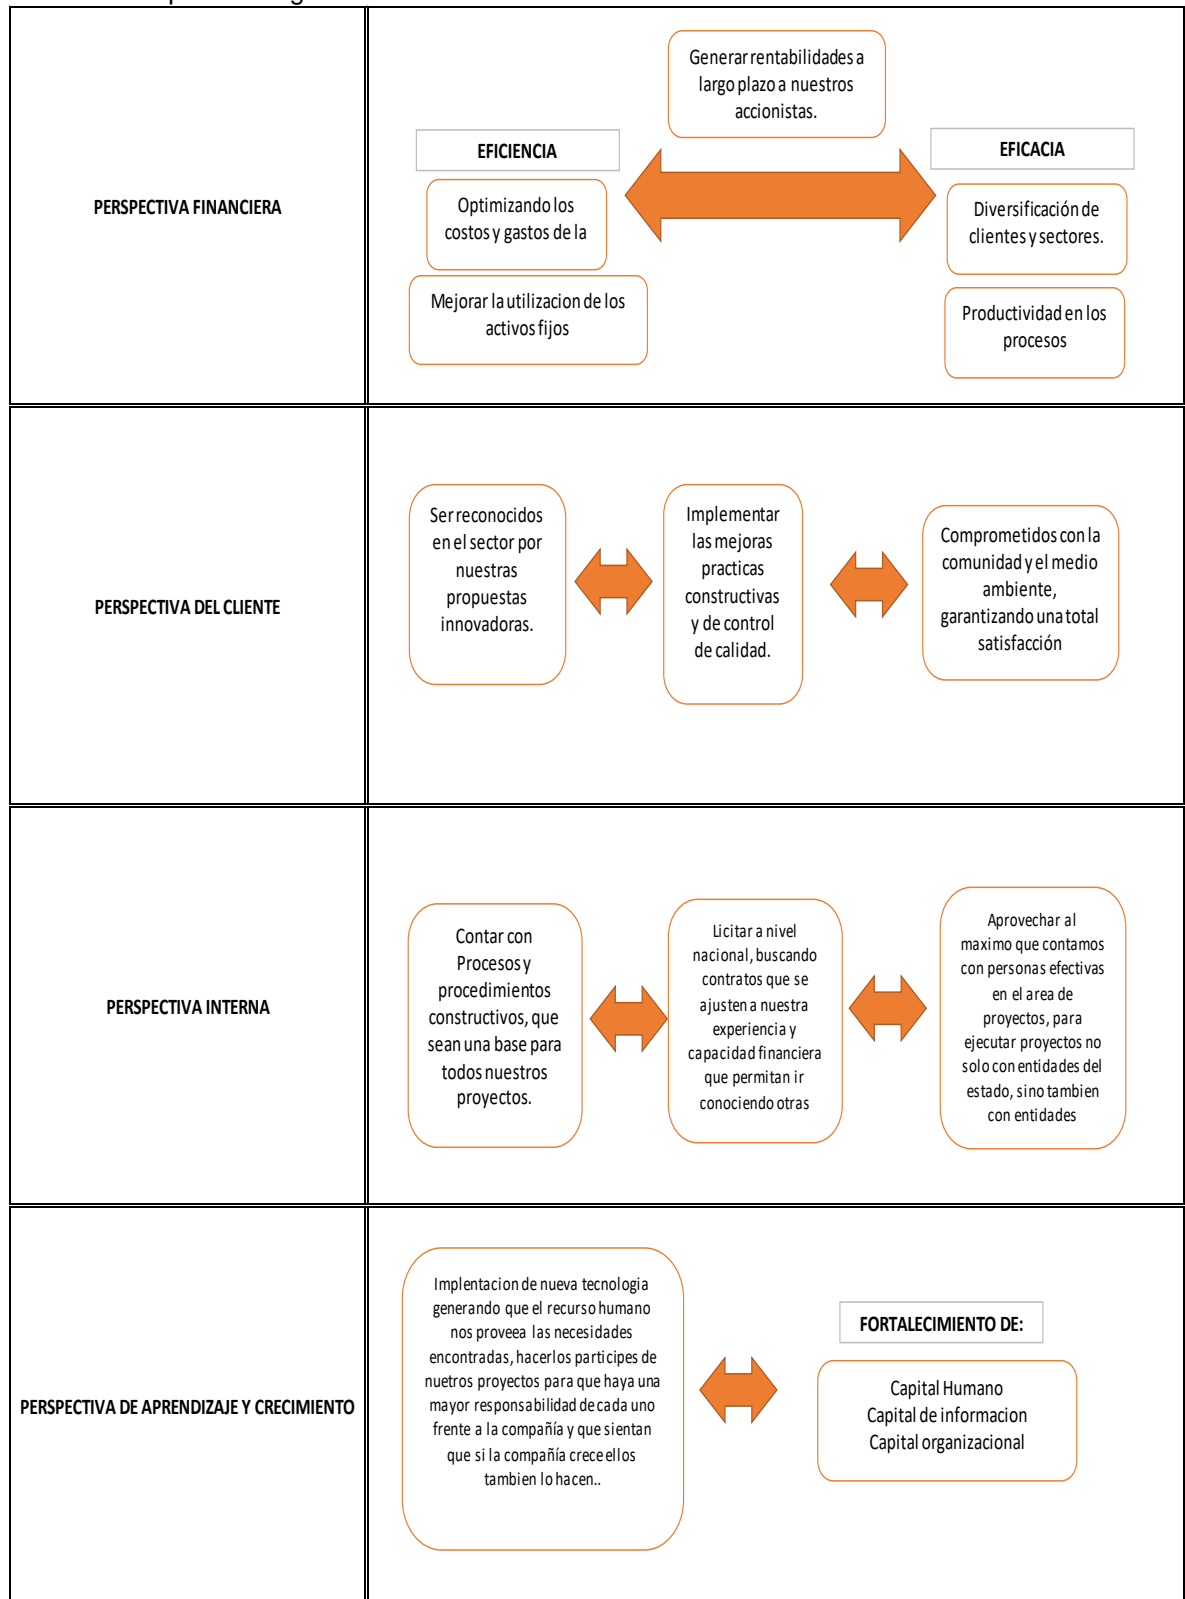 PERSPECTIVA FINANCIERA
Generar rentabilidades a
largo plazo a nuestros
accionistas.
EFICIENCIA
EFICACIA
Optimizando los
costos y gastos de la
Mejorar la utilizacion de los
activos fijos
Diversificación de
clientes y sectores.
Productividad en los
procesos
PERSPECTIVA DEL CLIENTE
Ser reconocidos
en el sector por
nuestras
propuestas
innovadoras.
Implementar
las mejoras
practicas
constructivas
y de control
de calidad.
Comprometidos con la
comunidad y el medio
ambiente,
garantizando una total
satisfacción
PERSPECTIVA INTERNA
Contar con
Procesos y
procedimientos
constructivos, que
sean una base para
todos nuestros
proyectos.
Licitar a nivel
nacional, buscando
contratos que se
ajusten a nuestra
experiencia y
capacidad financiera
que permitan ir
conociendo otras
Aprovechar al
maximo que contamos
con personas efectivas
en el area de
proyectos, para
ejecutar proyectos no
solo con entidades del
estado, sino tambien
con entidades
PERSPECTIVA DE APRENDIZAJE Y CRECIMIENTO
Implentacion de nueva tecnologia
generando que el recurso humano
nos proveea las necesidades
encontradas, hacerlos participes de
nuetros proyectos para que haya una
mayor responsabilidad de cada uno
frente a la compañía y que sientan
que si la compañía crece ellos
tambien lo hacen..
FORTALECIMIENTO DE:
Capital Humano
Capital de informacion
Capital organizacional